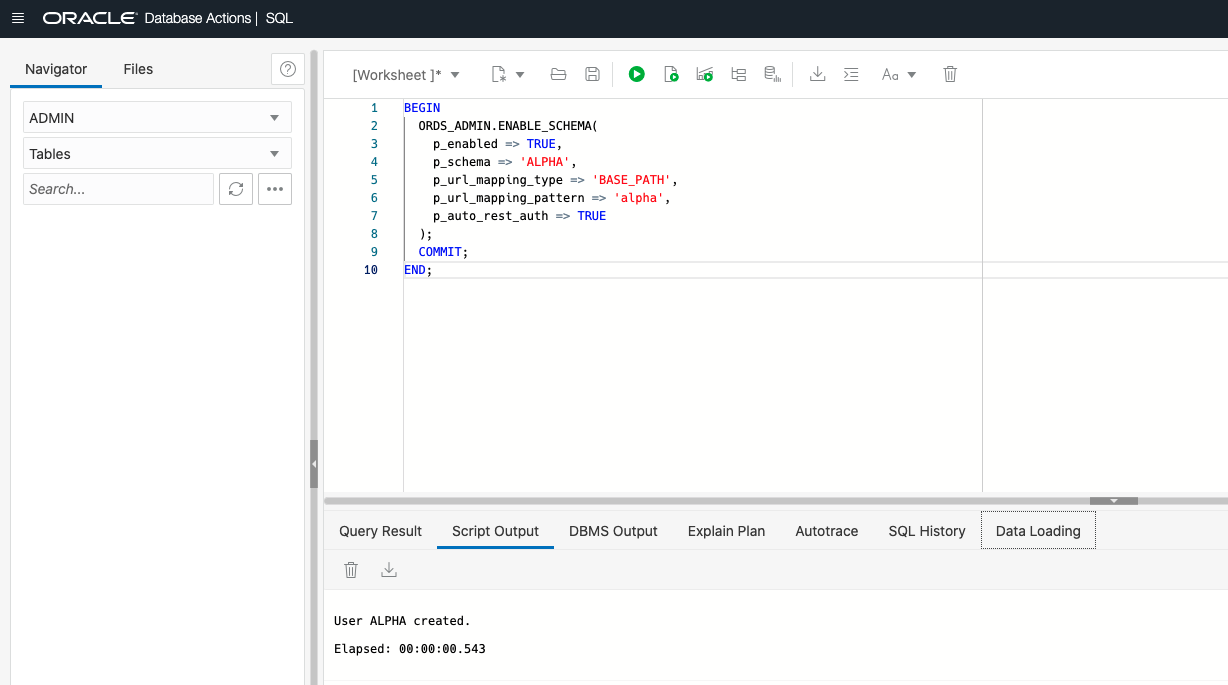 ORACLE Database Actions | SQL
Navigator Files
[Worksheet ]*
Aa
ADMIN
Tables
Search...
1 BEGIN
2 ORDS_ADMIN.ENABLE_SCHEMA(
3 p_enabled => TRUE,
4 p_schema => 'ALPHA',
5 p_url_mapping_type => 'BASE_PATH',
6 p_url_mapping_pattern => 'alpha',
7 p_auto_rest_auth => TRUE
8 );
9 COMMIT;
10 END;
Query Result Script Output DBMS Output Explain Plan Autotrace SQL History Data Loading
User ALPHA created.
Elapsed: 00:00:00.543